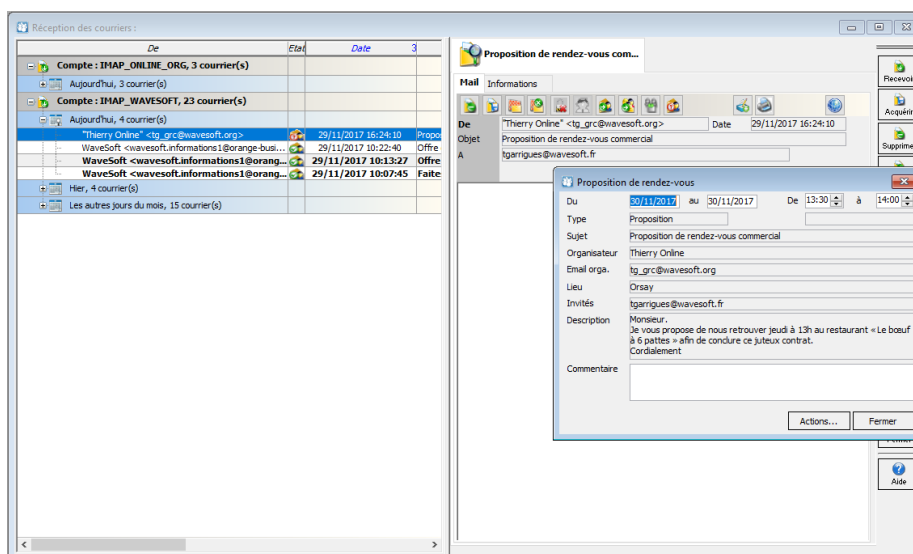 Réception des courriers :
De Etat Date 3
Compte : IMAP_ONLINE_ORG, 3 courrier(s)
Aujourd'hui, 3 courrier(s)
Compte : IMAP_WAVESOFT, 23 courrier(s)
Aujourd'hui, 4 courrier(s)
"Thierry Online" <tg_grc@wavesoft.org> 29/11/2017 16:24:10 Propos
WaveSoft <wavesoft.informations1@orange-busi... 29/11/2017 10:22:40 Offre
WaveSoft <wavesoft.informations1@orang... 29/11/2017 10:13:27 Offre
WaveSoft <wavesoft.informations1@orang... 29/11/2017 10:07:45 Faite
Hier, 4 courrier(s)
Les autres jours du mois, 15 courrier(s)
Proposition de rendez-vous com...
Mail Informations
De "Thierry Online" <tg_grc@wavesoft.org> Date 29/11/2017 16:24:10
Objet Proposition de rendez-vous commercial
A tgarrigues@wavesoft.fr
Recevoir
Acquérir
Supprime
Proposition de rendez-vous
Du 30/11/2017 au 30/11/2017 De 13:30 à 14:00
Type Proposition
Sujet Proposition de rendez-vous commercial
Organisateur Thierry Online
Email orga. tg_grc@wavesoft.org
Lieu Orsay
Invités tgarrigues@wavesoft.fr
Description Monsieur.
Je vous propose de nous retrouver jeudi à 13h au restaurant « Le bœuf
à 6 pattes » afin de conclure ce juteux contrat.
Cordialement
Commentaire
Actions... Fermer
Aide